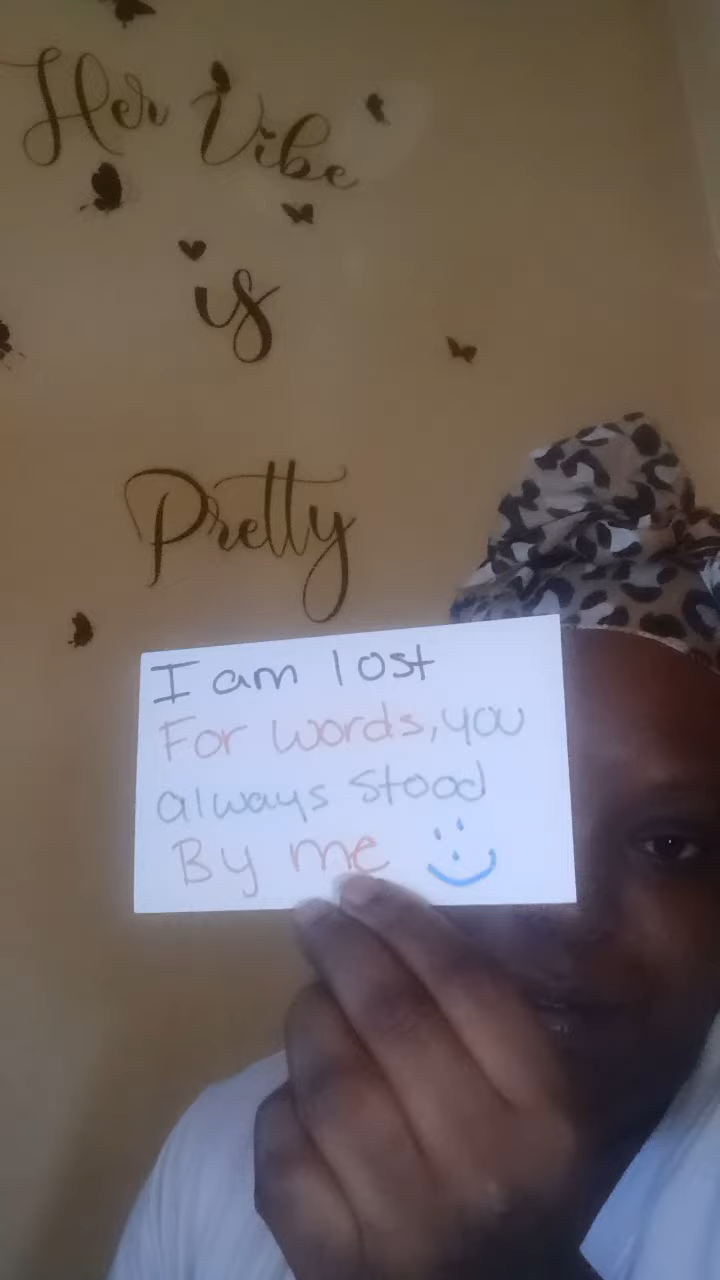 Her Vibe
is
Pretty
I am lost
For words, you
always stood
By me